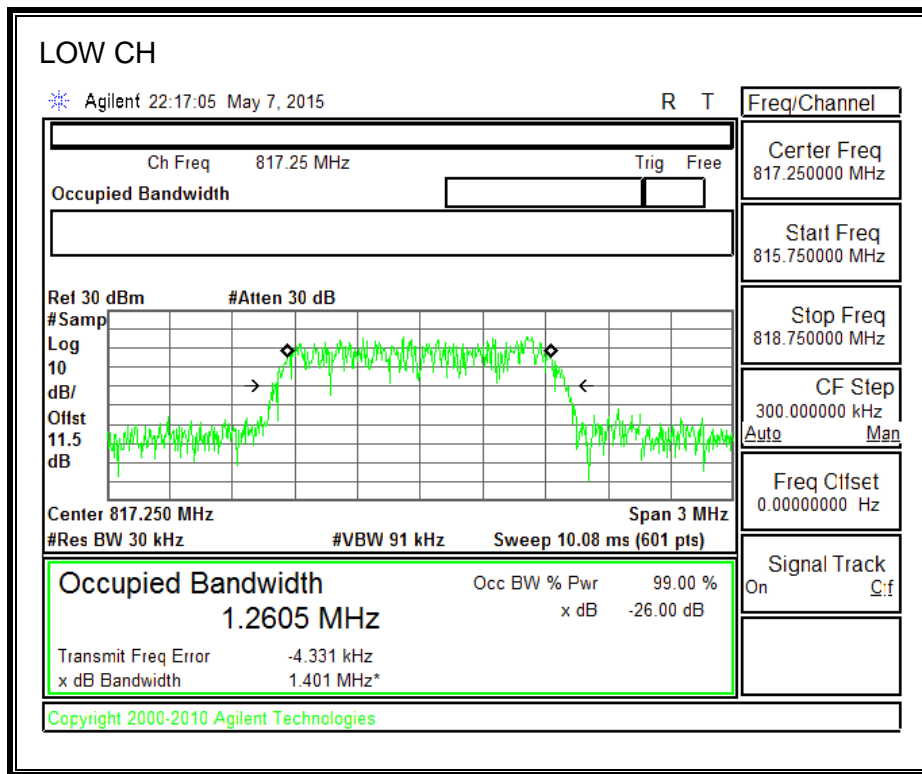 LOW CH
Agilent 22:17:05 May 7, 2015 R T
Freq/Channel
Ch Freq 817.25 MHz Trig Free
Occupied Bandwidth
Center Freq
817.250000 MHz
Start Freq
815.750000 MHz
Stop Freq
818.750000 MHz
CF Step
300.000000 kHz
Auto Man
Freq Offset
0.00000000 Hz
Signal Track
On Off
Ref 30 dBm #Atten 30 dB
#Samp
Log
10
dB/
Offst
11.5
dB
Center 817.250 MHz Span 3 MHz
#Res BW 30 kHz #VBW 91 kHz Sweep 10.08 ms (601 pts)
Occupied Bandwidth Occ BW % Pwr 99.00 %
1.2605 MHz x dB -26.00 dB
Transmit Freq Error -4.331 kHz
x dB Bandwidth 1.401 MHz*
Copyright 2000-2010 Agilent Technologies